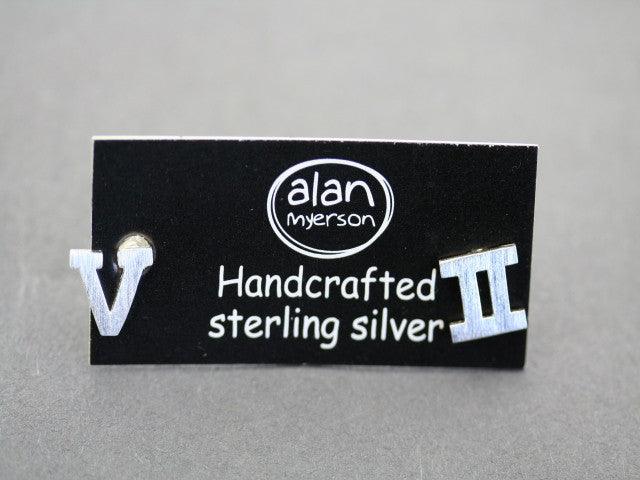 alan
myerson
Handcrafted
sterling silver
V
II